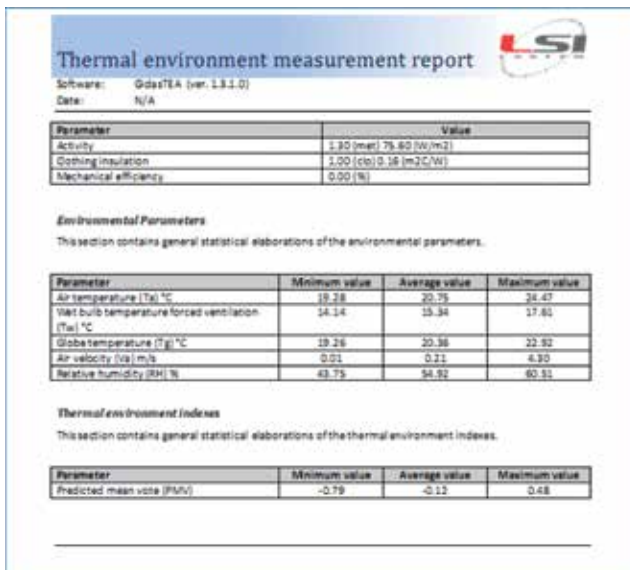 LSI
LASTEM
Thermal environment measurement report
Software: GidasTEA (ver. 1.3.1.0)
Date: N/A
Parameter Value
Activity 1.30 (met) 75.60 (W/m2)
Clothing insulation 1.00 (clo) 0.16 (m2C/W)
Mechanical efficiency 0.00 (%)
Environmental Parameters
This section contains general statistical elaborations of the environmental parameters.
Parameter Minimum value Average value Maximum value
Air temperature (Ta) °C 19.28 20.75 24.47
Wet bulb temperature forced ventilation 14.14 15.34 17.61
(Tw) °C
Globe temperature (Tg) °C 19.26 20.36 22.92
Air velocity (Va) m/s 0.01 0.21 4.30
Relative humidity (RH) % 43.75 54.92 60.51
Thermal environment indexes
This section contains general statistical elaborations of the thermal environment indexes.
Parameter Minimum value Average value Maximum value
Predicted mean vote (PMV) -0.79 -0.12 0.48